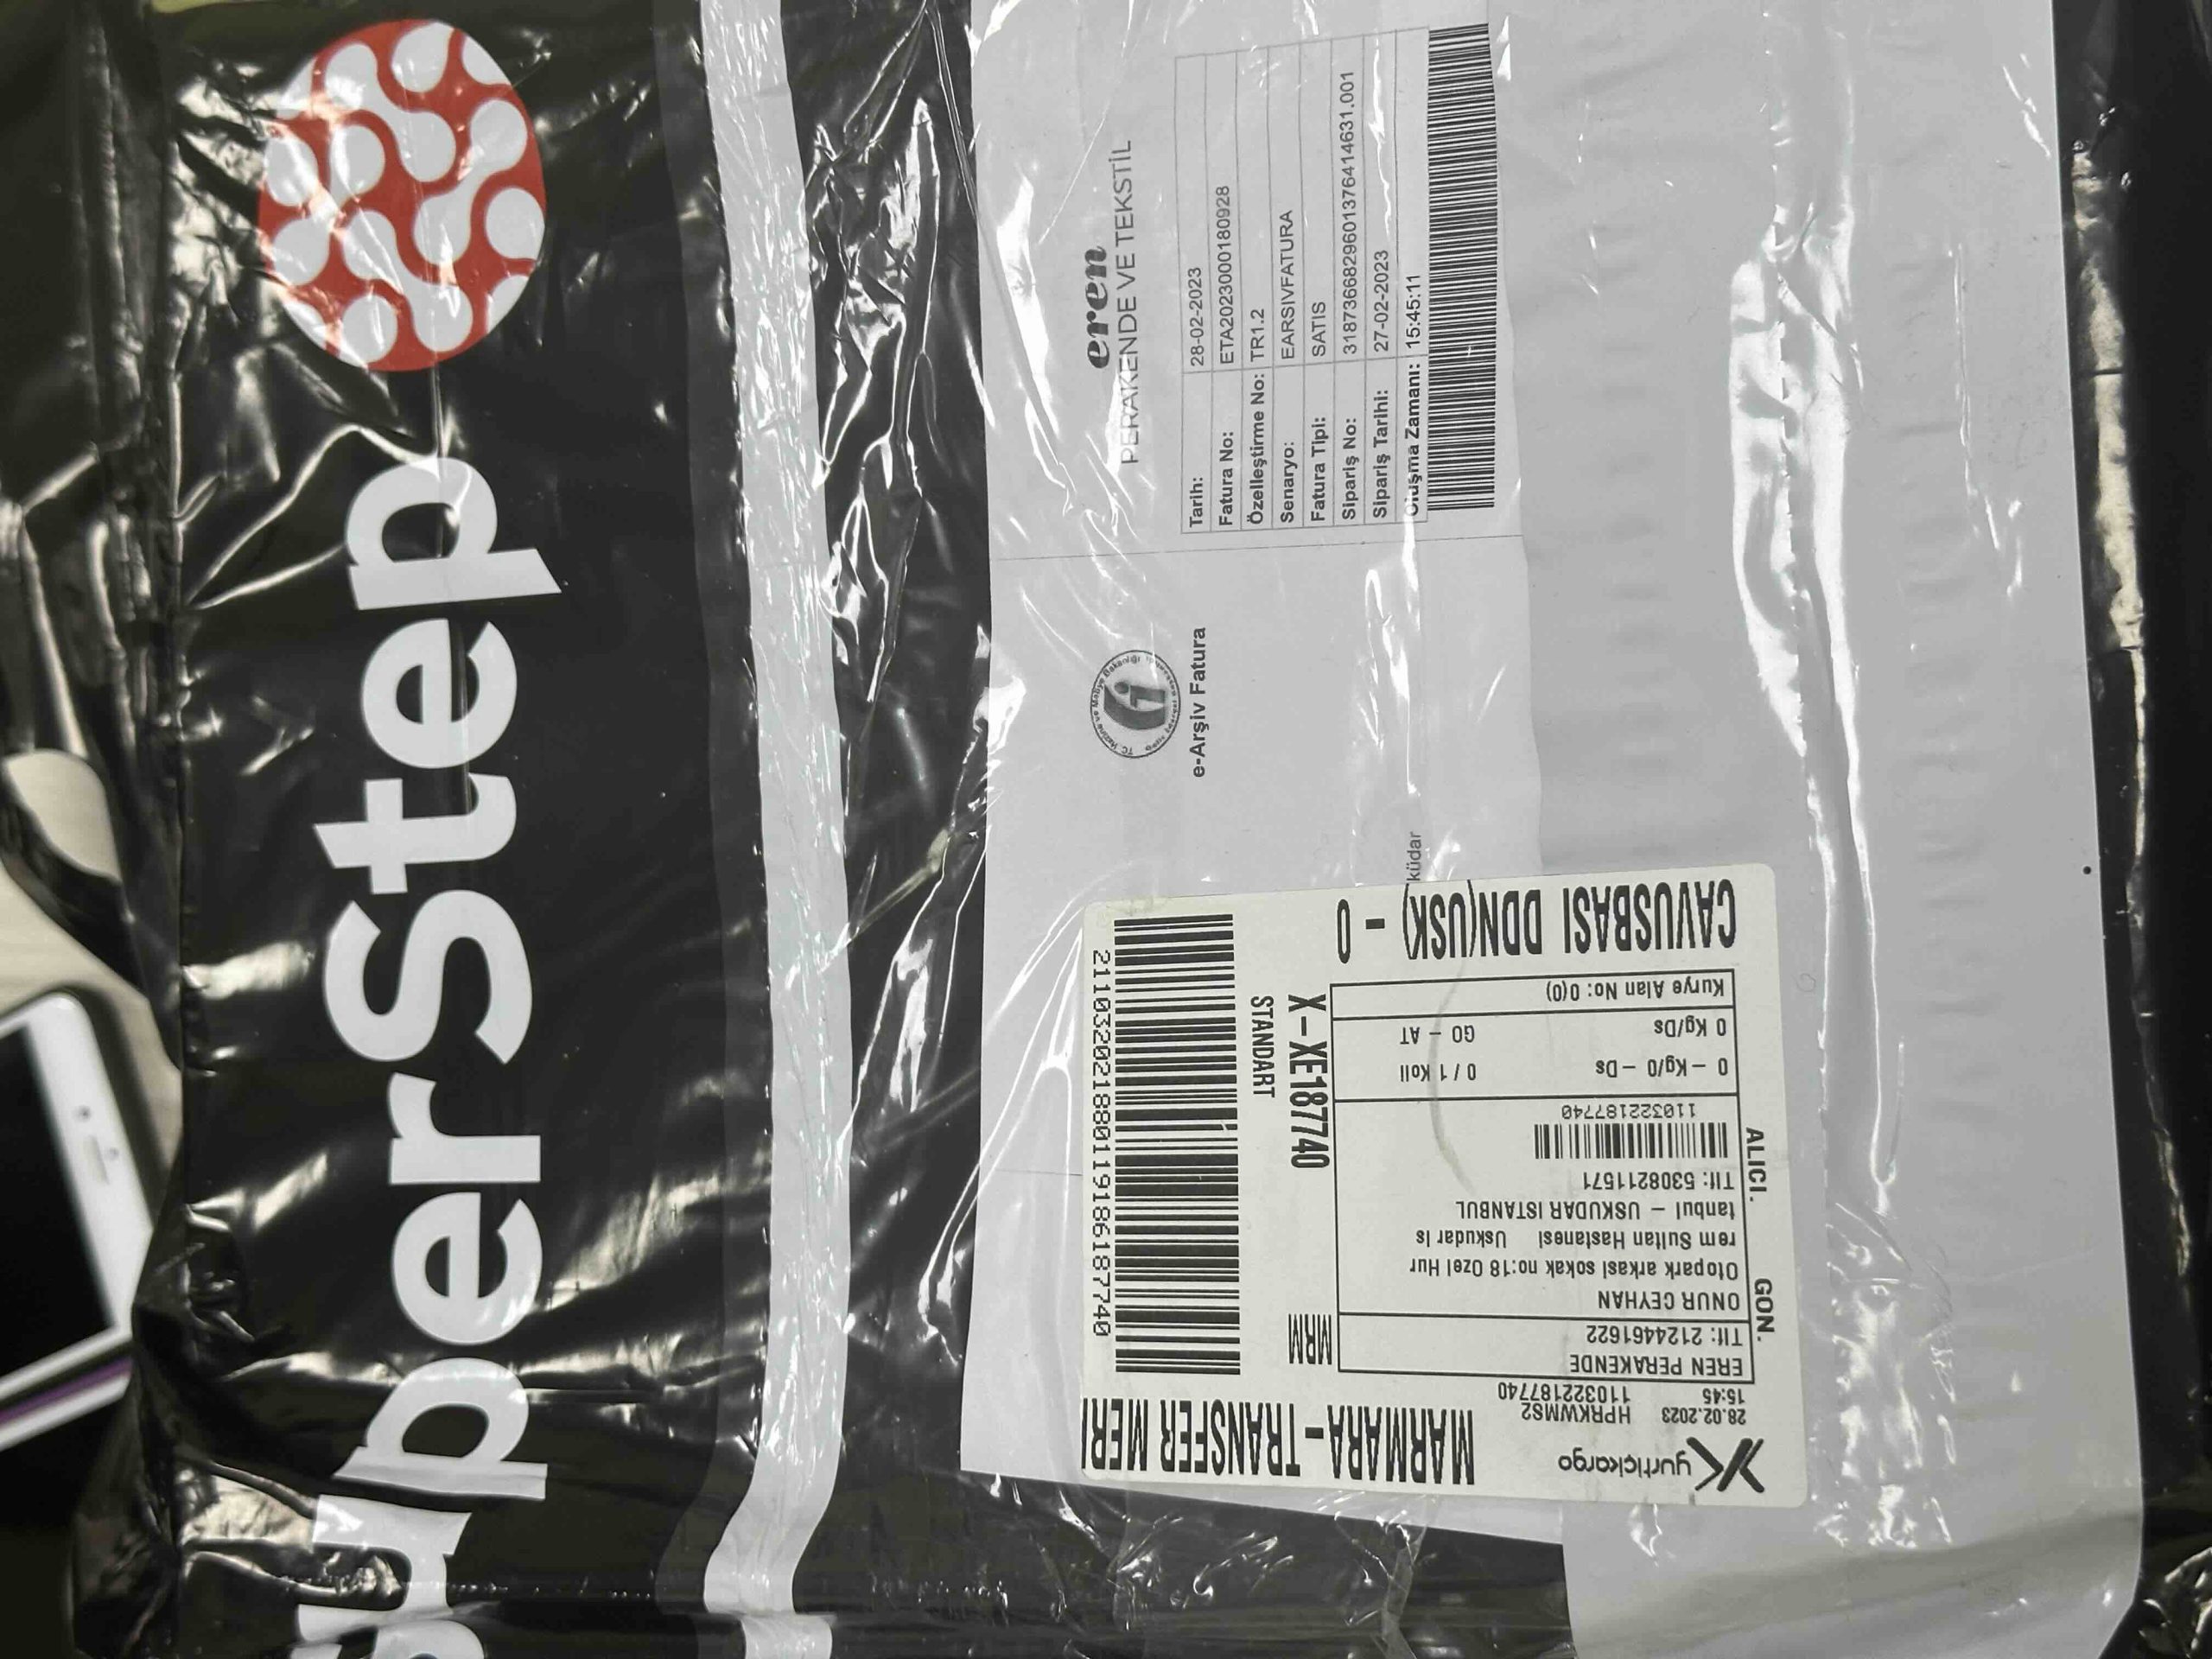 SuperStep
eren
PERAKENDE VE TEKSTİL
Tarih: 28-02-2023
Fatura No: ETA2023000180928
Özelleştirme No: TR1.2
Senaryo: EARSIVFATURA
Fatura Tipi: SATIS
Sipariş No: 3187366829601376414631.001
Sipariş Tarihi: 27-02-2023
Oluşma Zamanı: 15:45:11
e-Arşiv Fatura
küdar
yurtiçikargo
28.02.2023 HPRKWMS2
15:45 110322187740
MARMARA-TRANSFER MERI
GON.
EREN PERAKENDE
Tlf: 2124461622
ALICI.
ONUR CEYHAN
Otopark arkasi sokak no:18 Ozel Hur
rem Sultan Hastanesi Uskudar Is
tanbul - USKUDAR ISTANBUL
Tlf: 5308211571
110322187740
0 - Kg/0 - Ds 0 / 1 Koli
0 Kg/Ds GO - AT
Kurye Alan No: 0(0)
CAVUSBASI DDN(USK) - 0
MRM X-XE187740
STANDART
211032021880119186187740